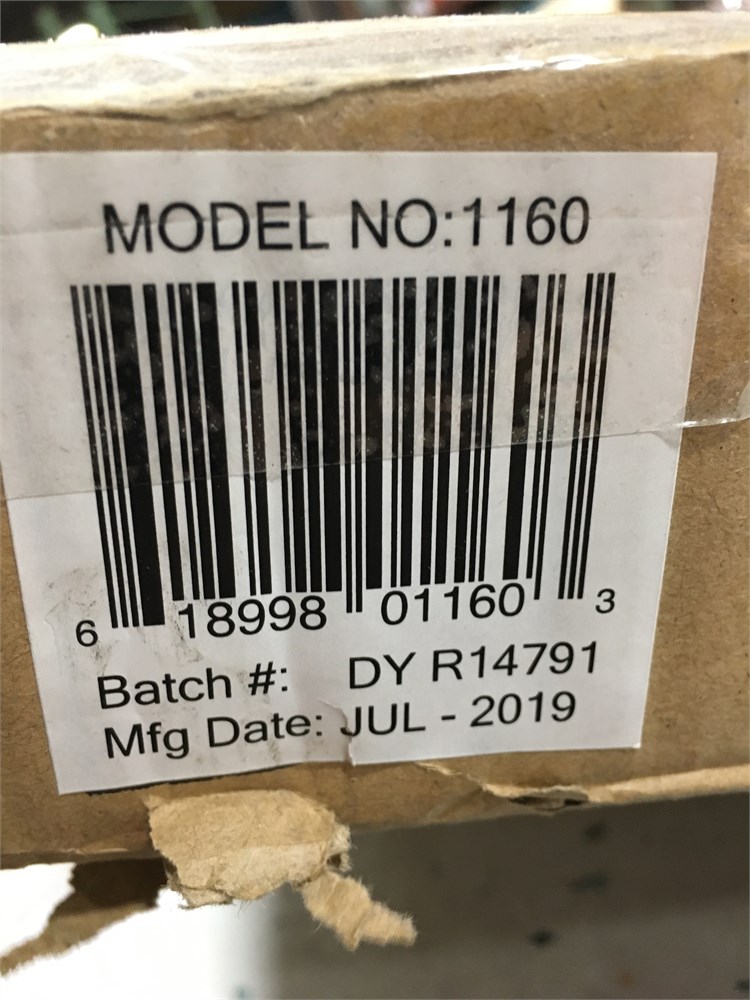 MODEL NO:1160
6 18998 01160 3
Batch #: DY R14791
Mfg Date: JUL - 2019